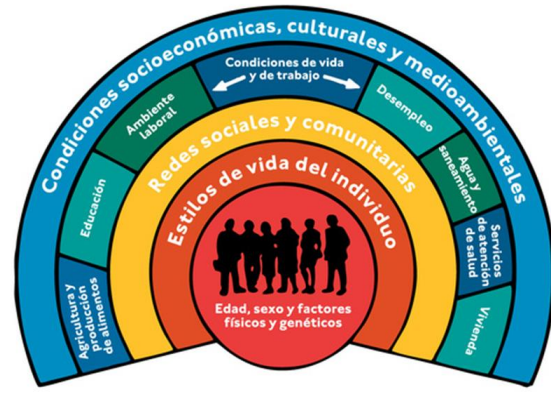 Condiciones socioeconómicas, culturales y medioambientales
Condiciones de vida
y de trabajo
Ambiente
laboral
Educación
Agricultura y
producción
de alimentos
Desempleo
Agua y
saneamiento
Servicios
de atención
de salud
Vivienda
Redes sociales y comunitarias
Estilos de vida del individuo
Edad, sexo y factores
físicos y genéticos